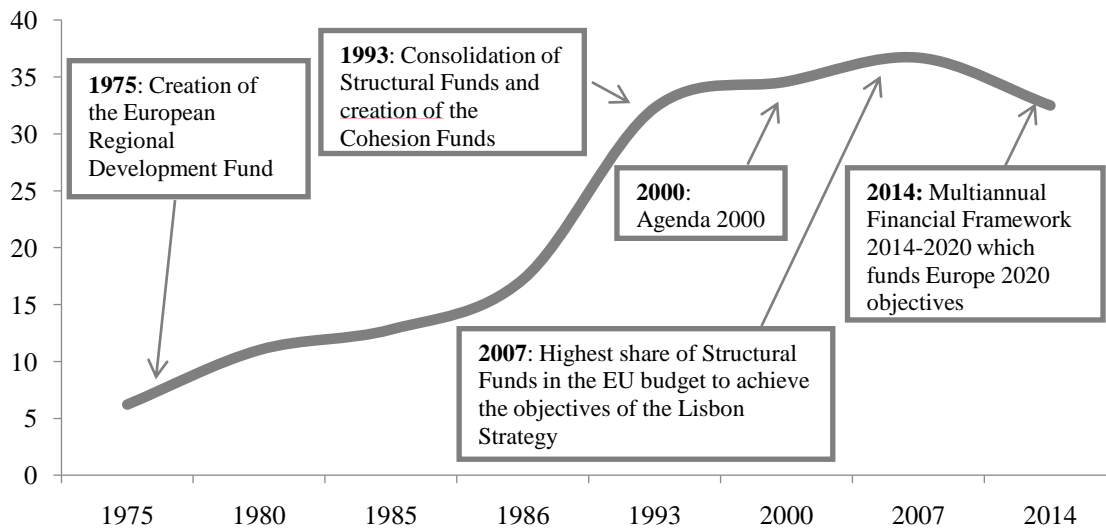 40
35
30
25
20
15
10
5
0
1975: Creation of
the European
Regional
Development Fund
1993: Consolidation of
Structural Funds and
creation of the
Cohesion Funds
2000:
Agenda 2000
2007: Highest share of Structural
Funds in the EU budget to achieve
the objectives of the Lisbon
Strategy
2014: Multiannual
Financial Framework
2014-2020 which
funds Europe 2020
objectives
1975 1980 1985 1986 1993 2000 2007 2014